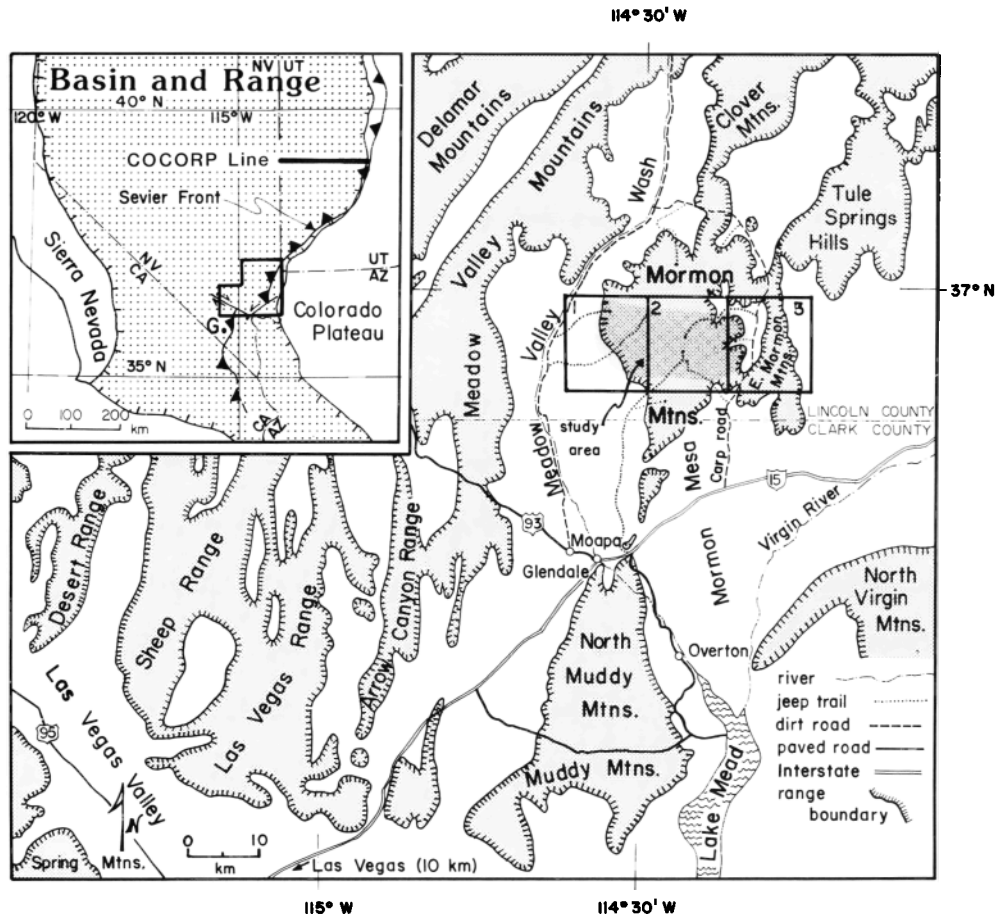 114° 30' W
Basin and Range
NV UT
40° N
120° W
115° W
COCORP Line
Sevier Front
NV
CA
UT
AZ
Sierra Nevada
Colorado
Plateau
G.
35° N
0 100 200
km
CA
AZ
Delamar
Mountains
Meadow Valley Mountains
Meadow Valley Wash
Clover
Mtns.
Tule
Springs
Hills
Mormon
Mtns.
37° N
1
2
3
E. Mormon
Mtns.
study
area
LINCOLN COUNTY
CLARK COUNTY
Carp road
15
Mormon Mesa
Virgin River
93
Moapa
Glendale
North
Virgin
Mtns.
Desert Range
Sheep Range
Las Vegas Range
Arrow Canyon Range
North
Muddy
Mtns.
Overton
Muddy Mtns.
Lake Mead
Las Vegas Valley
95
N
Spring Mtns.
0 10
km
Las Vegas (10 km)
river
jeep trail
dirt road
paved road
Interstate
range
boundary
115° W
114° 30' W